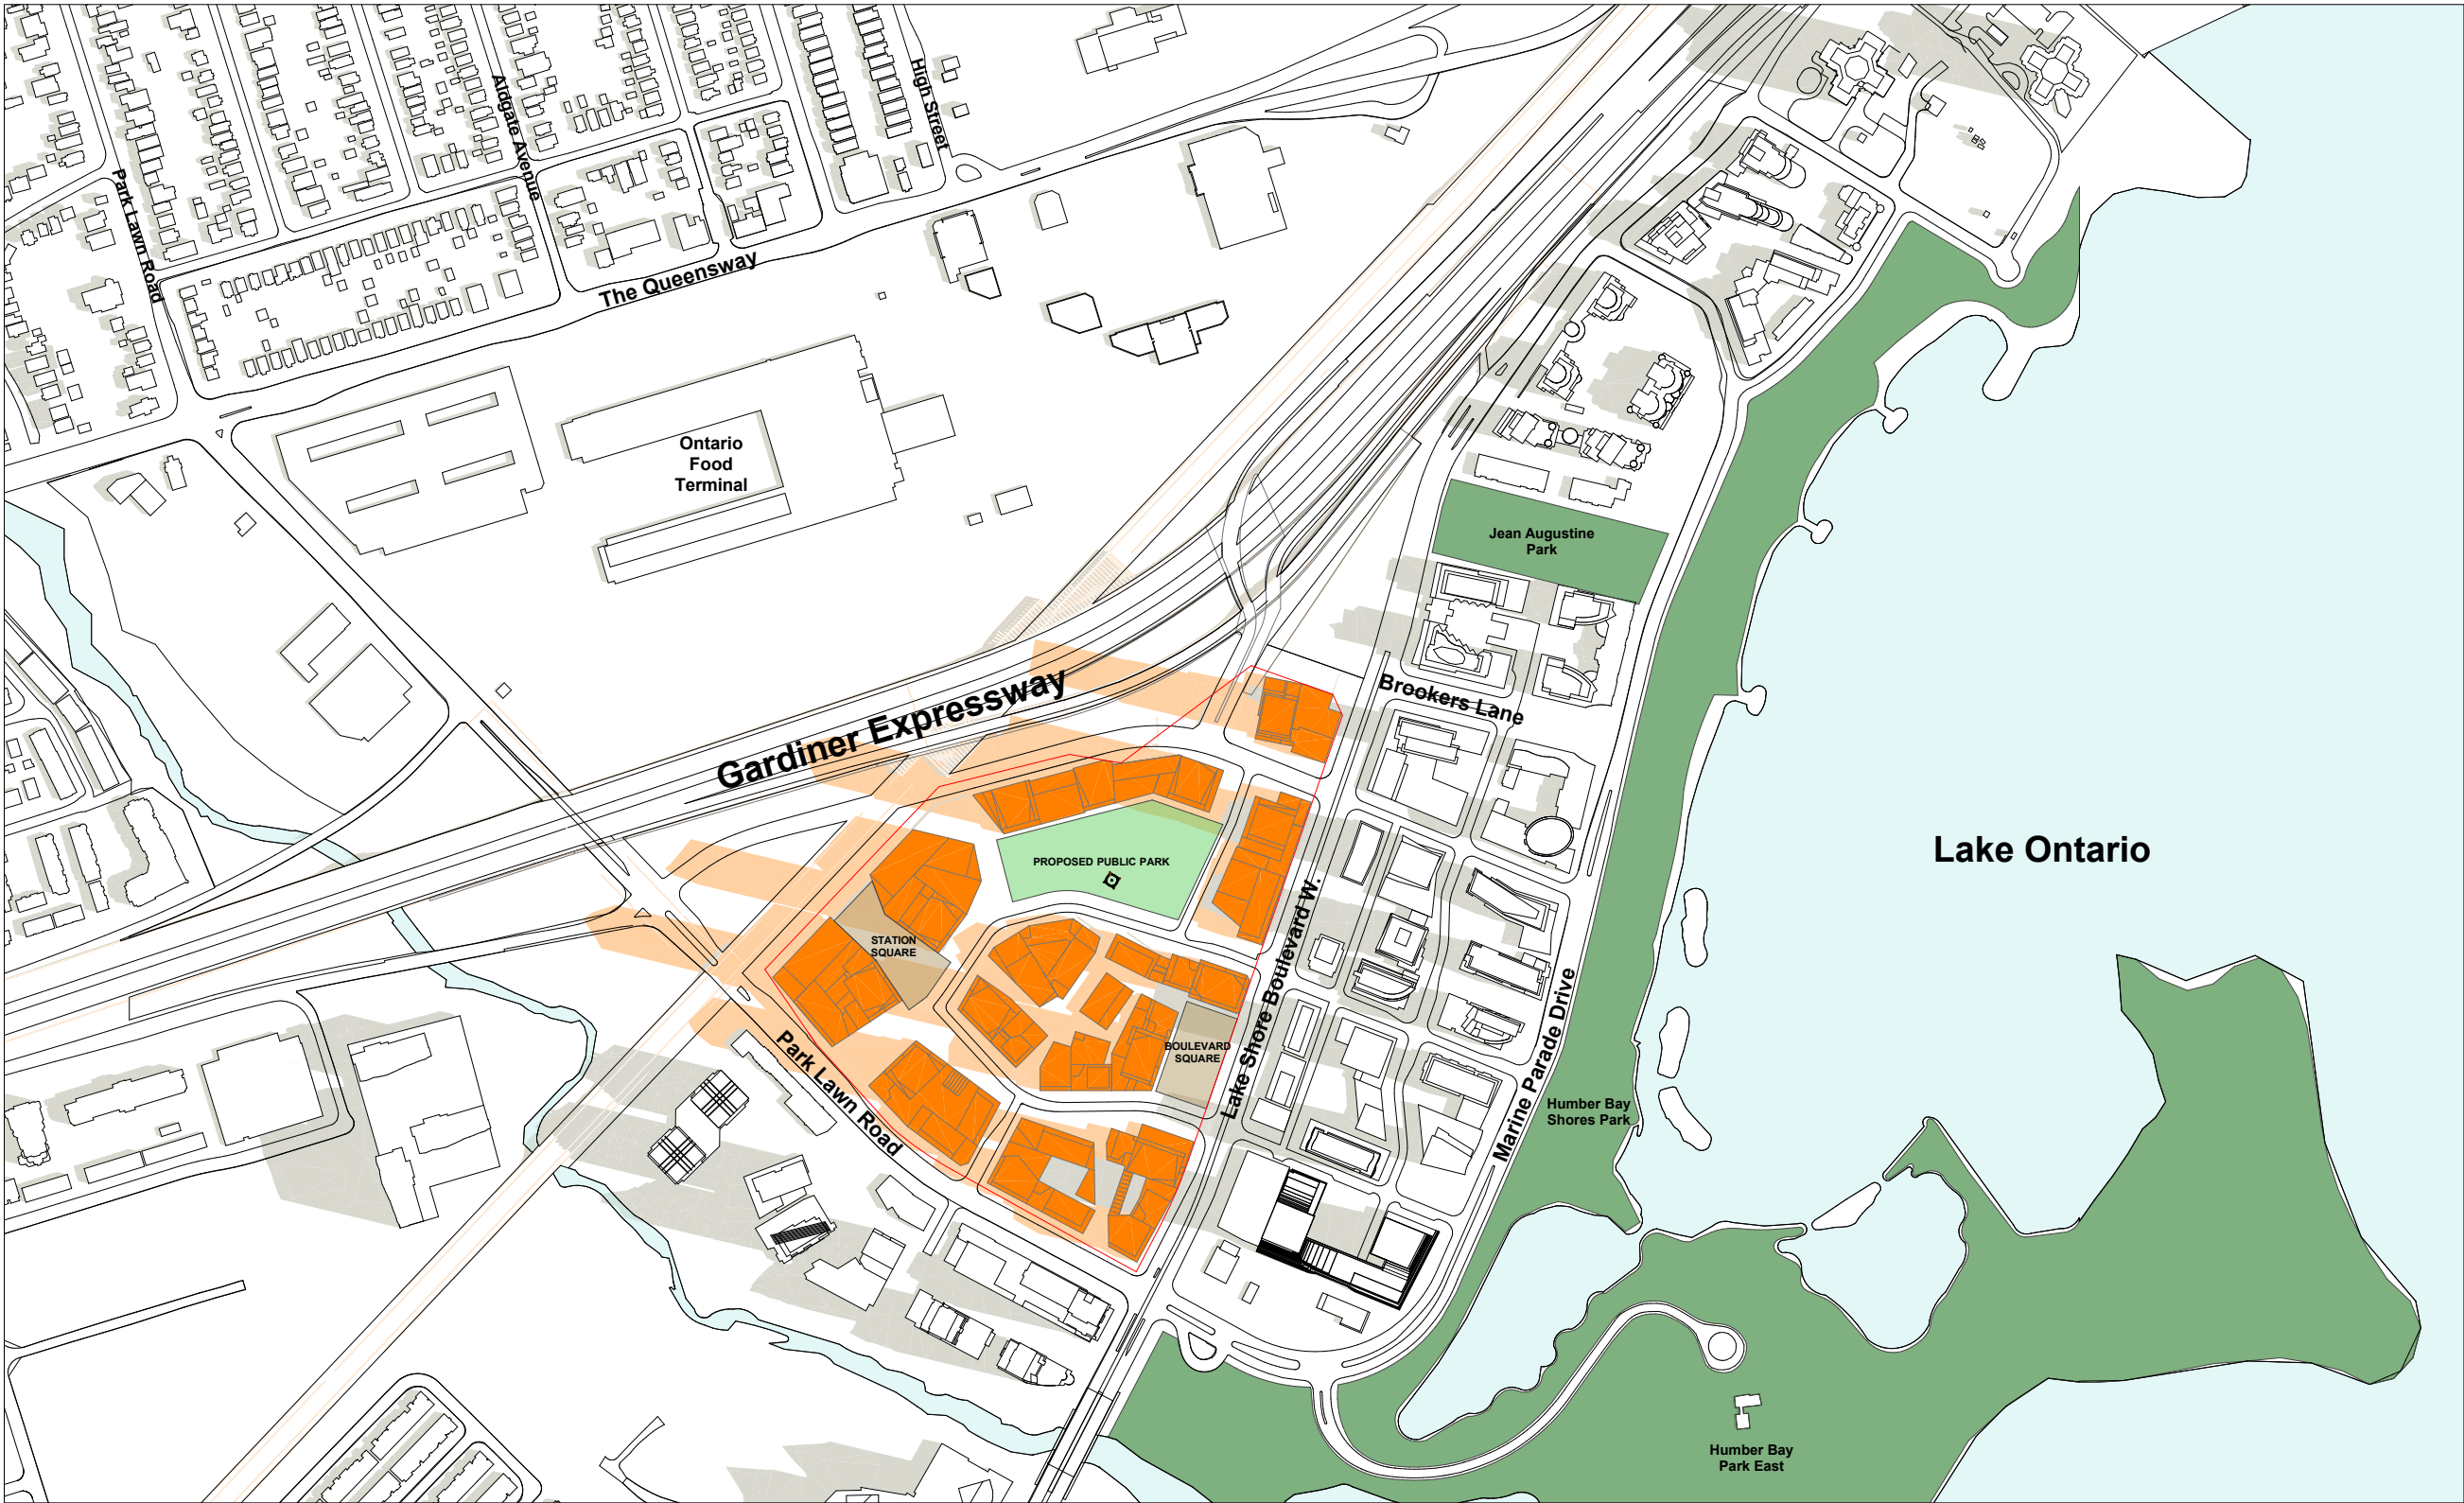 High Street
Aldgate Avenue
Park Lawn Road
The Queensway
Ontario
Food
Terminal
Jean Augustine
Park
Gardiner Expressway
Brookers Lane
PROPOSED PUBLIC PARK
Lake Ontario
STATION
SQUARE
Lake Shore Boulevard W.
BOULEVARD
SQUARE
Park Lawn Road
Marine Parade Drive
Humber Bay
Shores Park
Humber Bay
Park East